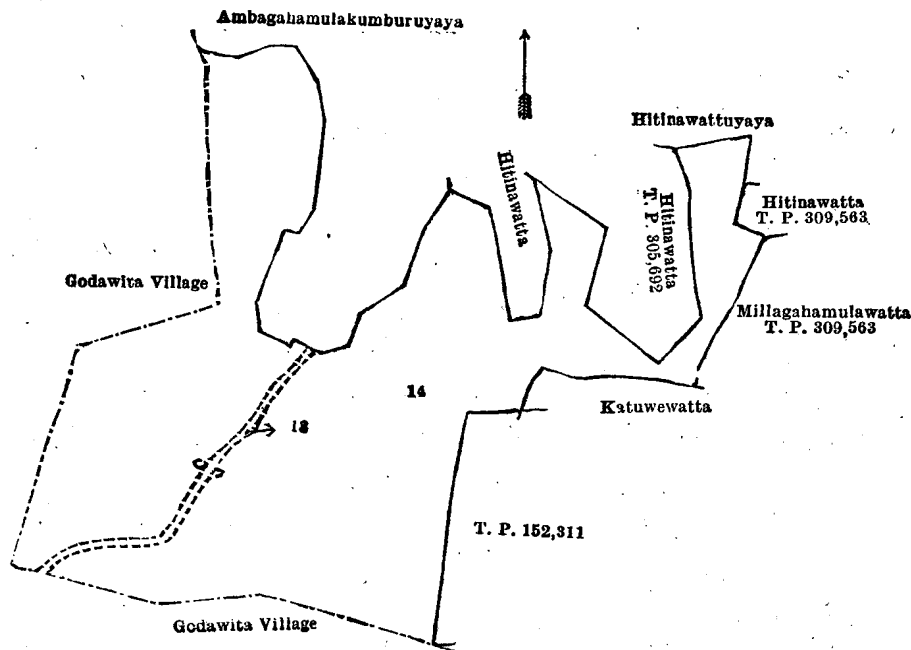 Ambagahamulakumburuyaya
Hitinawattuyaya
Hitinawatta
Hitinawatta
T. P. 305,692
Hitinawatta
T. P. 309,563
Godawita Village
Millagahamulawatta
T. P. 309,563
14
Katuwewatta
13
T. P. 152,311
Godawita Village